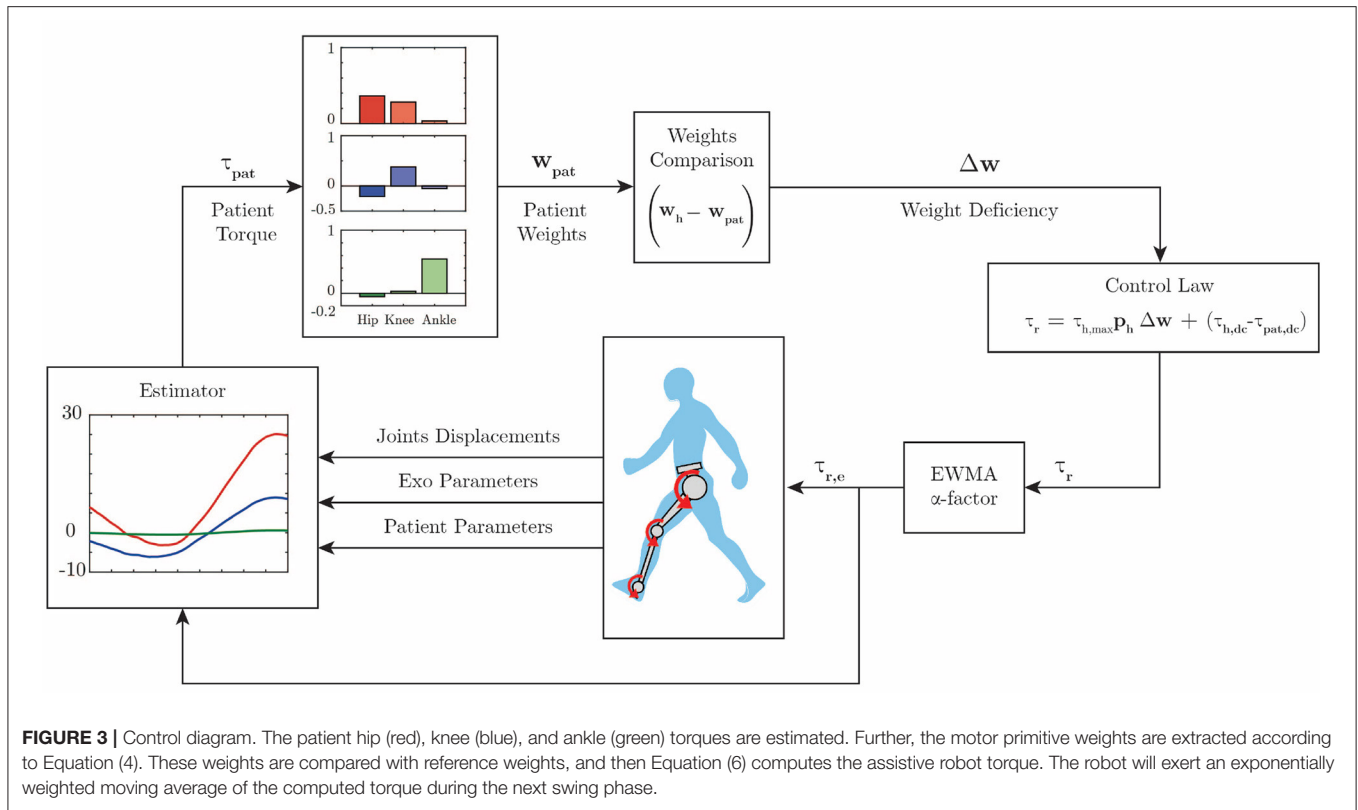 1
0
1
0
-0.5
1
0
-0.2
Hip Knee Ankle
τpat
Patient
Torque
wpat
Patient
Weights
Weights
Comparison
(wh − wpat)
Δw
Weight Deficiency
Control Law
τr = τh,max ph Δw + (τh,dc-τpat,dc)
τr
EWMA
α-factor
τr,e
Joints Displacements
Exo Parameters
Patient Parameters
Estimator
30
0
-10
FIGURE 3 | Control diagram. The patient hip (red), knee (blue), and ankle (green) torques are estimated. Further, the motor primitive weights are extracted according
to Equation (4). These weights are compared with reference weights, and then Equation (6) computes the assistive robot torque. The robot will exert an exponentially
weighted moving average of the computed torque during the next swing phase.